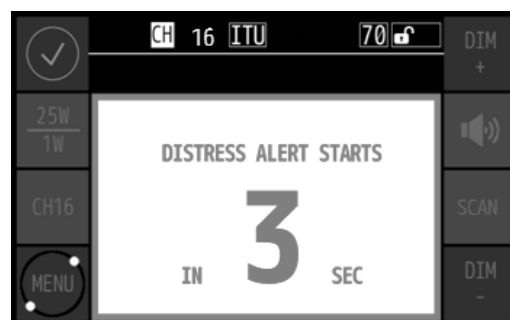 CH 16 ITU 70
DIM
+
25W
1W
DISTRESS ALERT STARTS
CH16
3
SCAN
MENU
IN
SEC
DIM
-